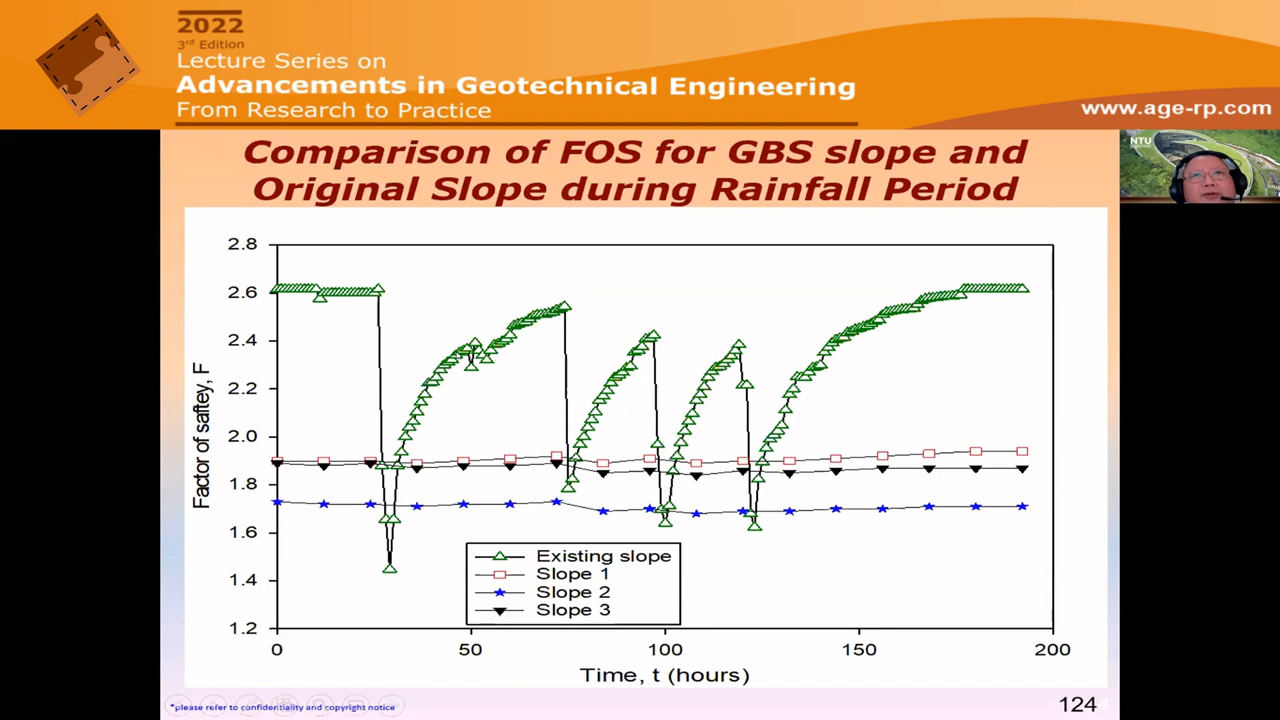 2022
3rd Edition
Lecture Series on
Advancements in Geotechnical Engineering
From Research to Practice
www.age-rp.com
NTU
Comparison of FOS for GBS slope and
Original Slope during Rainfall Period
2.8
2.6
2.4
2.2
2.0
1.8
1.6
1.4
1.2
Factor of saftey, F
Existing slope
Slope 1
Slope 2
Slope 3
0 50 100 150 200
Time, t (hours)
*please refer to confidentiality and copyright notice
124